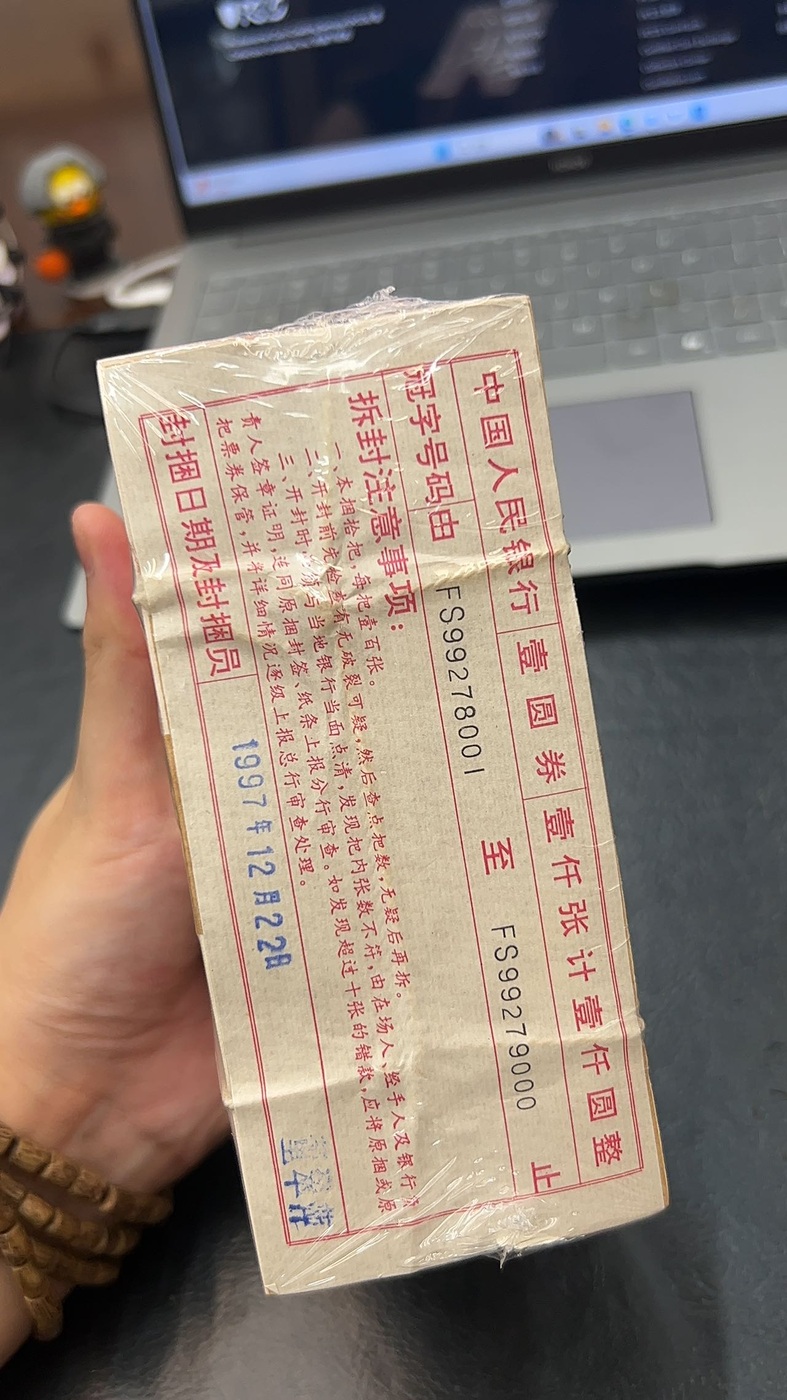 中国人民银行 壹圆券 壹仟张计壹仟圆整
冠字号码由 FS99278001 至 FS99279000 止
拆封注意事项：
一、本捆拾把，每把壹百张。
二、开封前先检查有无破裂可疑，然后查点把数，无疑后再拆。
三、开封时必须与当地银行当面点清，发现把内张数不符，由在场人、经手人及银行负
责人签章证明，连同原捆封签、纸条上报分行审查。如发现超过十张的错款，应将原捆或原
把票券保管，并将详细情况逐级上报总行审查处理。
封捆日期及封捆员 1997年12月22日